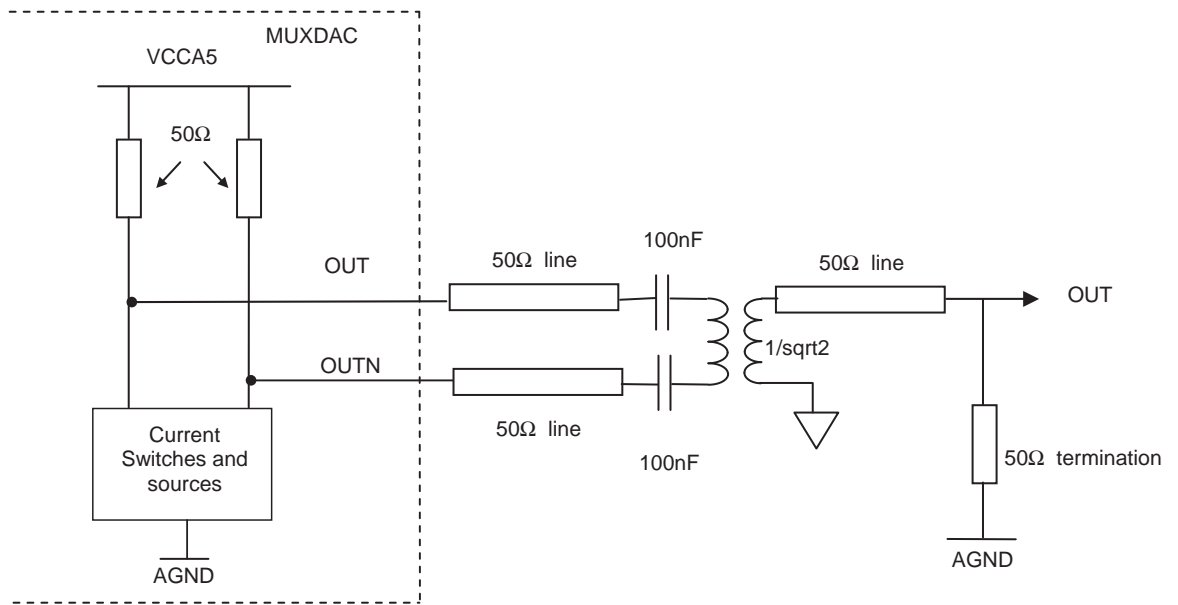 MUXDAC
VCCA5
50Ω
OUT
OUTN
Current
Switches and
sources
AGND
50Ω line
100nF
50Ω line
100nF
1/sqrt2
50Ω line
OUT
50Ω termination
AGND